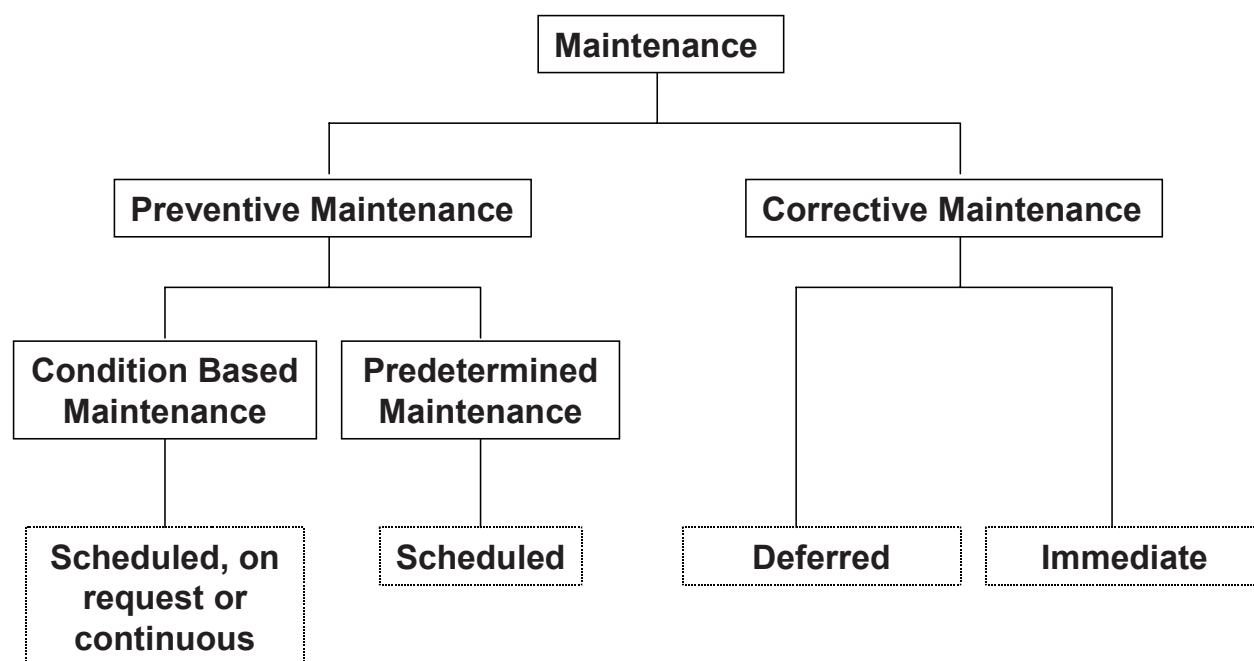 Maintenance
Preventive Maintenance
Corrective Maintenance
Condition Based
Maintenance
Predetermined
Maintenance
Scheduled, on
request or
continuous
Scheduled
Deferred
Immediate